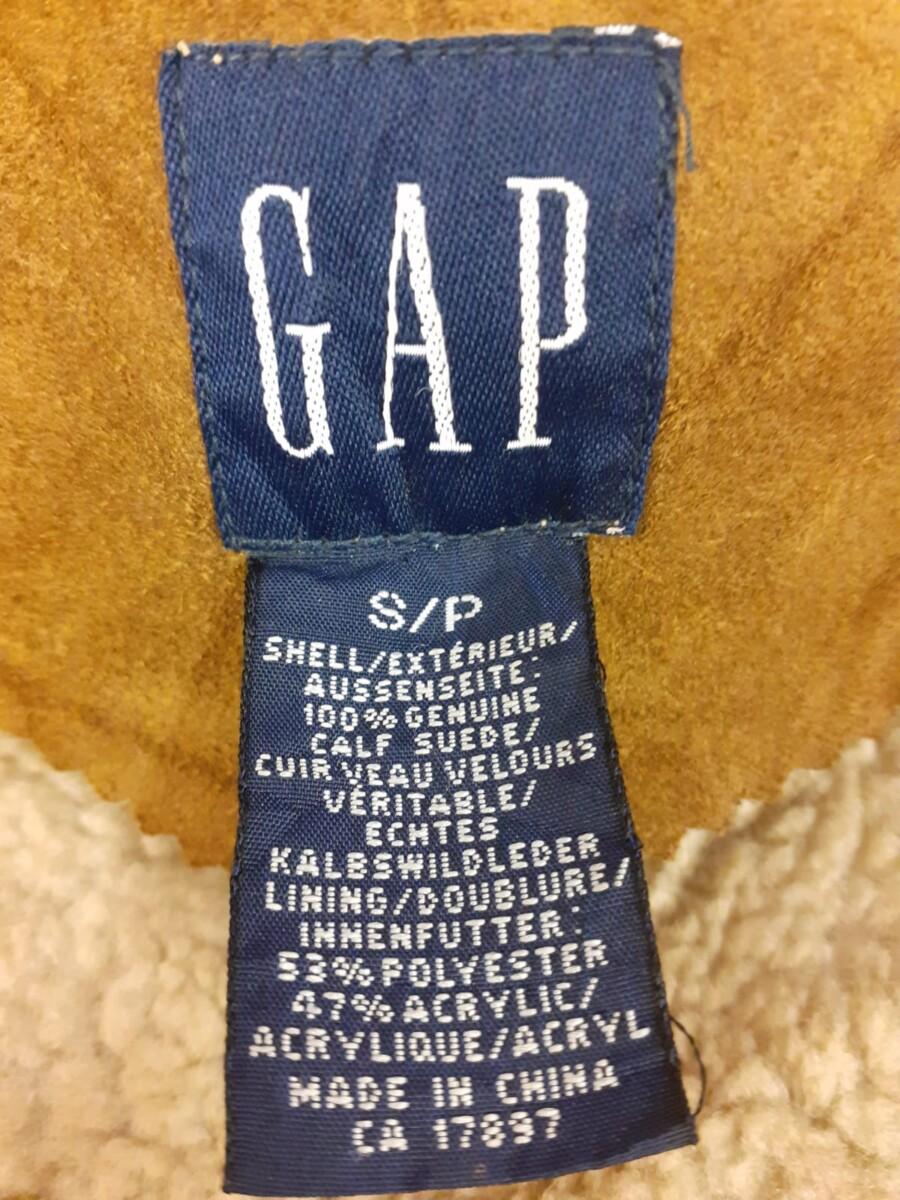 GAP
S/P
SHELL/EXTÉRIEUR/
AUSSENSEITE:
100% GENUINE
CALF SUEDE/
CUIR VEAU VELOURS
VÉRITABLE/
ECHTES
KALBSWILDLEDER
LINING/DOUBLURE/
INNENFUTTER:
53% POLYESTER
47% ACRYLIC/
ACRYLIQUE/ACRYL
MADE IN CHINA
CA 17897